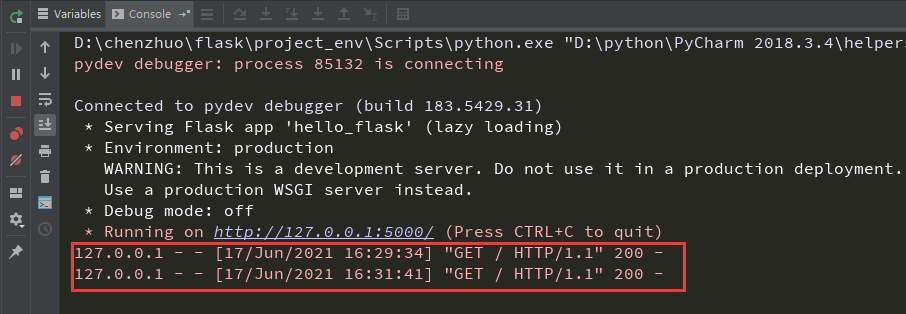 Variables Console
D:\chenzhuo\flask\project_env\Scripts\python.exe "D:\python\PyCharm 2018.3.4\helpers
pydev debugger: process 85132 is connecting
Connected to pydev debugger (build 183.5429.31)
* Serving Flask app 'hello_flask' (lazy loading)
* Environment: production
WARNING: This is a development server. Do not use it in a production deployment.
Use a production WSGI server instead.
* Debug mode: off
* Running on http://127.0.0.1:5000/ (Press CTRL+C to quit)
127.0.0.1 - - [17/Jun/2021 16:29:34] "GET / HTTP/1.1" 200 -
127.0.0.1 - - [17/Jun/2021 16:31:41] "GET / HTTP/1.1" 200 -